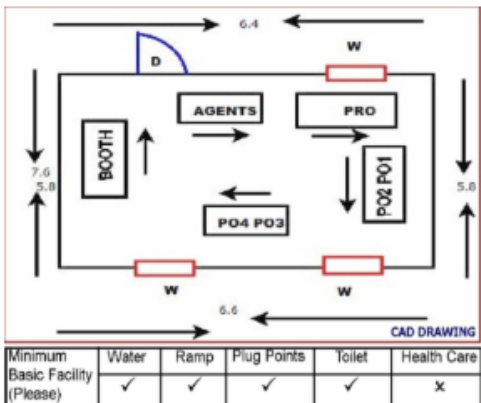 6.4
W
D
AGENTS
PRO
BOOTH
7.6
5.8
5.8
PO2 PO1
PO4 PO3
W
W
6.6
CAD DRAWING
Minimum Basic Facility (Please) Water Ramp Plug Points Toilet Health Care
✓ ✓ ✓ ✓ x